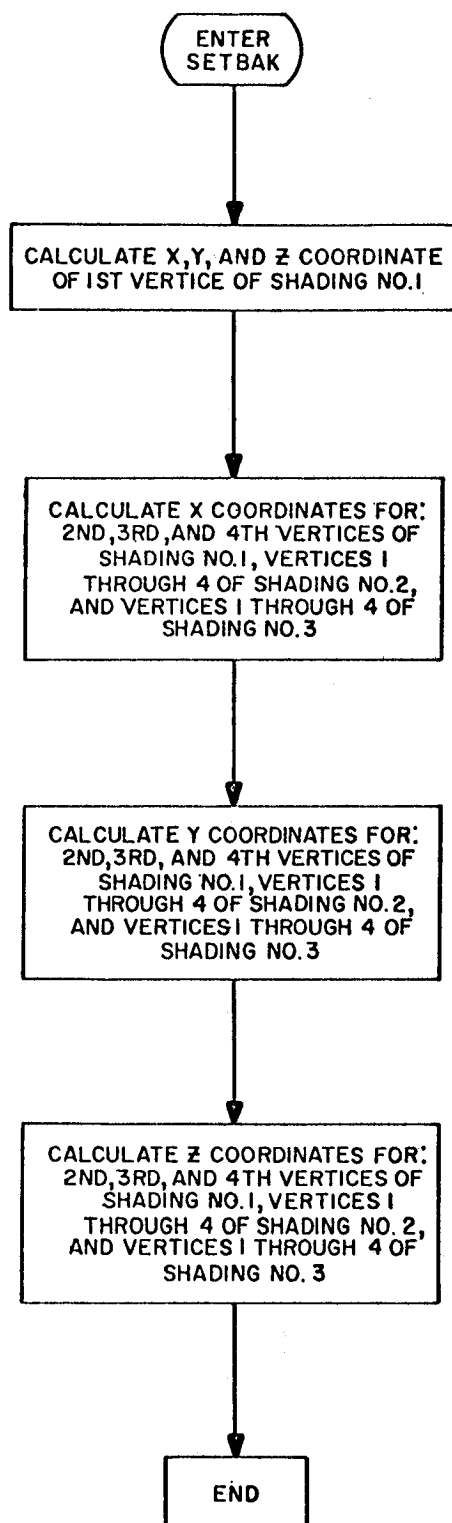 ENTER
SETBAK
CALCULATE X,Y, AND Z COORDINATE
OF 1ST VERTICE OF SHADING NO.1
CALCULATE X COORDINATES FOR:
2ND,3RD,AND 4TH VERTICES OF
SHADING NO.1, VERTICES 1
THROUGH 4 OF SHADING NO.2,
AND VERTICES 1 THROUGH 4 OF
SHADING NO.3
CALCULATE Y COORDINATES FOR:
2ND,3RD, AND 4TH VERTICES OF
SHADING NO.1, VERTICES 1
THROUGH 4 OF SHADING NO.2,
AND VERTICES 1 THROUGH 4 OF
SHADING NO.3
CALCULATE Z COORDINATES FOR:
2ND,3RD, AND 4TH VERTICES OF
SHADING NO.1, VERTICES 1
THROUGH 4 OF SHADING NO. 2,
AND VERTICES 1 THROUGH 4 OF
SHADING NO. 3
END